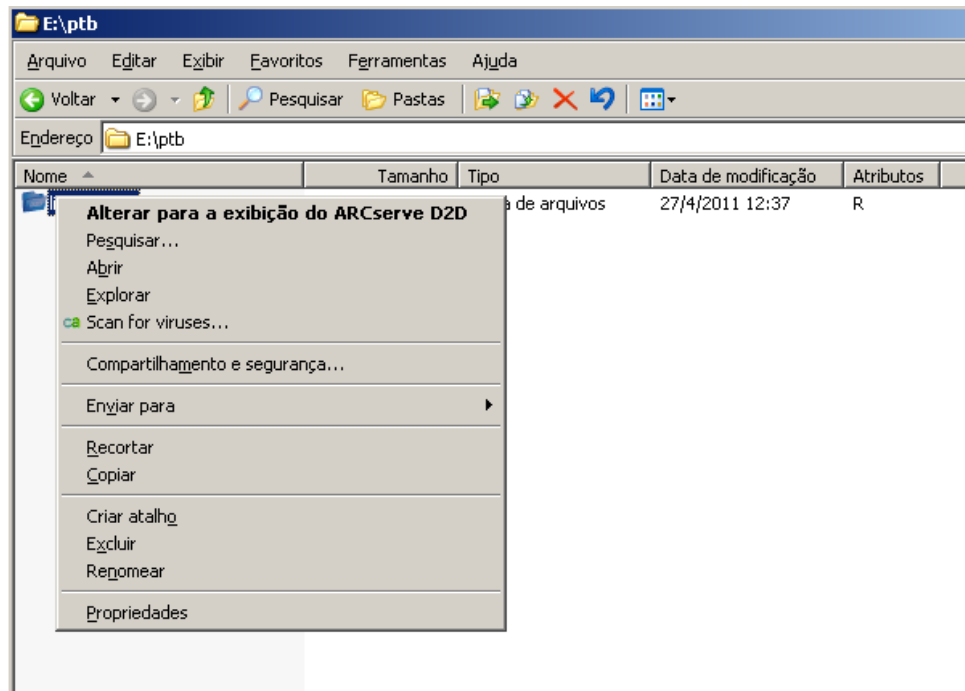 E:\ptb
Arquivo Editar Exibir Favoritos Ferramentas Ajuda
Voltar Pesquisar Pastas
Endereço E:\ptb
Nome Tamanho Tipo Data de modificação Atributos
de arquivos 27/4/2011 12:37 R
Alterar para a exibição do ARCserve D2D
Pesquisar...
Abrir
Explorar
ca Scan for viruses...
Compartilhamento e segurança...
Enviar para
Recortar
Copiar
Criar atalho
Excluir
Renomear
Propriedades